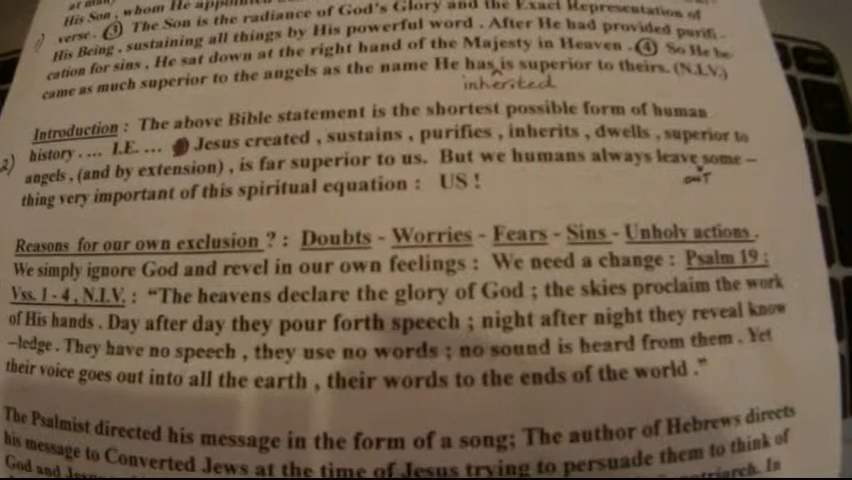 His Son, whom He
verse. (3) The Son is the radiance of God's Glory and the Exact Representation of
1) His Being, sustaining all things by His powerful word. After He had provided purifi-
cation for sins, He sat down at the right hand of the Majesty in Heaven. (4) So He be-
came as much superior to the angels as the name He has is superior to theirs. (N.I.V.)
inherited
Introduction : The above Bible statement is the shortest possible form of human
2) history . ... I.E. ... Jesus created , sustains , purifies , inherits , dwells , superior to
angels , (and by extension) , is far superior to us. But we humans always leave some –
out
thing very important of this spiritual equation : US !
Reasons for our own exclusion ? : Doubts - Worries - Fears - Sins - Unholy actions .
We simply ignore God and revel in our own feelings : We need a change : Psalm 19 :
Vss. 1 - 4 , N.I.V. : "The heavens declare the glory of God ; the skies proclaim the work
of His hands . Day after day they pour forth speech ; night after night they reveal know
–ledge . They have no speech , they use no words ; no sound is heard from them . Yet
their voice goes out into all the earth , their words to the ends of the world ."
The Psalmist directed his message in the form of a song; The author of Hebrews directs
his message to Converted Jews at the time of Jesus trying to persuade them to think of
God and In